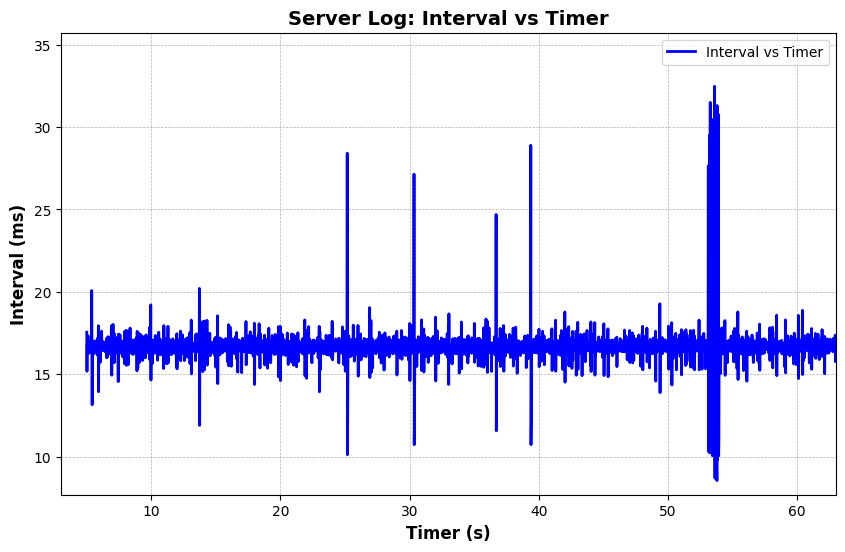 Server Log: Interval vs Timer
Interval vs Timer
35
30
25
20
15
10
Interval (ms)
10 20 30 40 50 60
Timer (s)